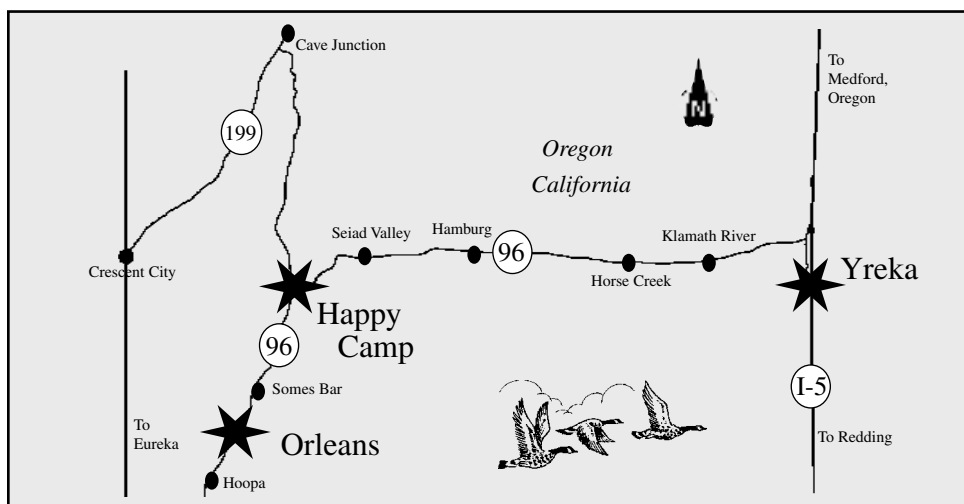 Cave Junction
To
Medford,
Oregon
N
199
Oregon
California
Seiad Valley
Hamburg
Klamath River
96
Crescent City
Horse Creek
Yreka
Happy
Camp
96
Somes Bar
I-5
To
Eureka
Orleans
To Redding
Hoopa